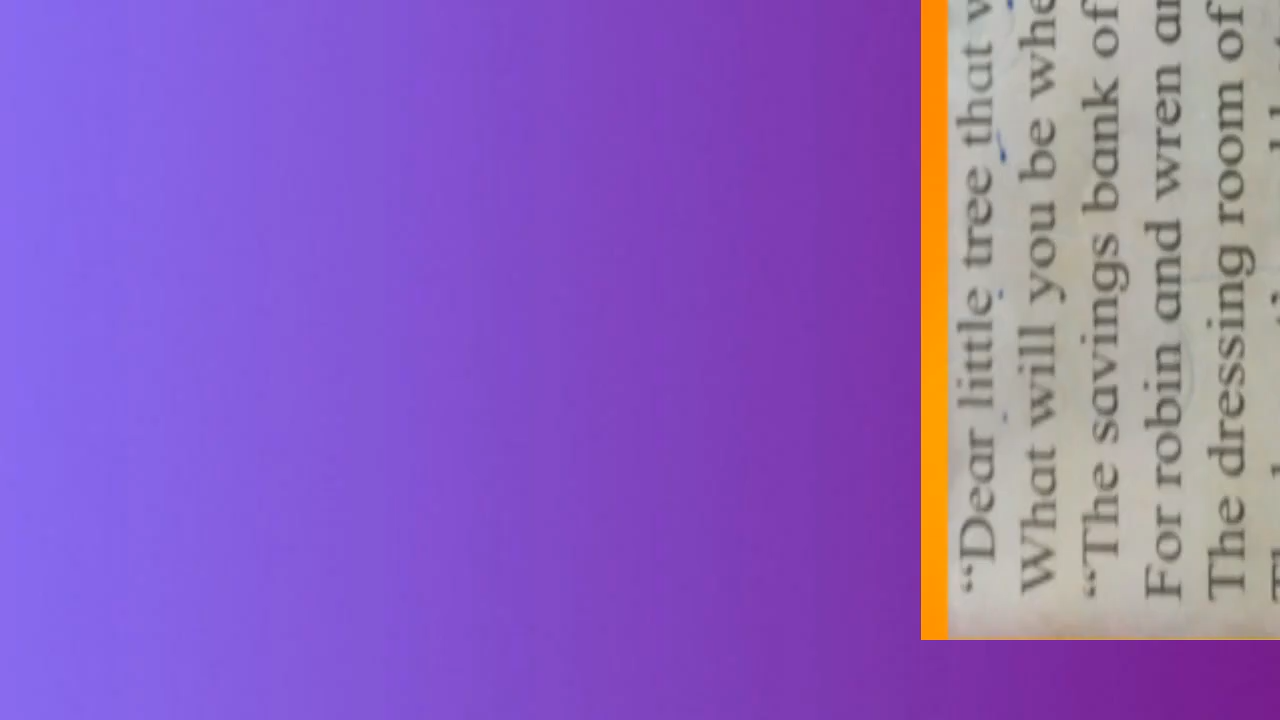 “Dear little tree that
What will you be
“The savings bank of
For robin and wren
The dressing room of